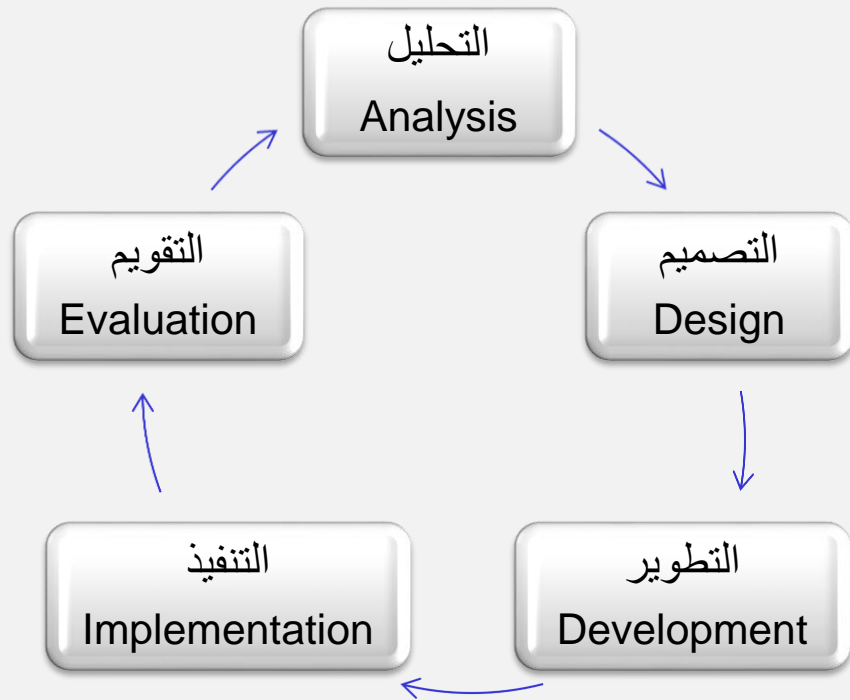 التحليل
Analysis
التصميم
Design
التطوير
Development
التنفيذ
Implementation
التقويم
Evaluation